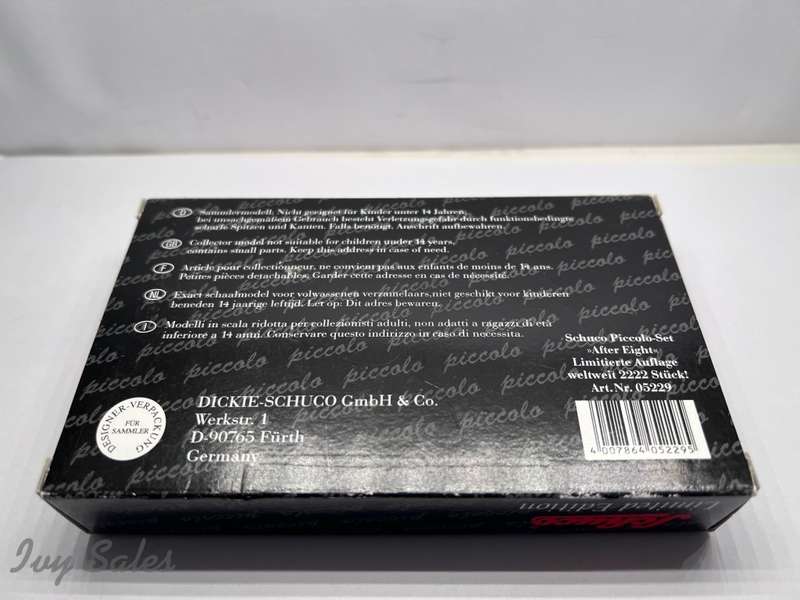 D Sammlermodell: Nicht geeignet für Kinder unter 14 Jahren,
bei unsachgemäßem Gebrauch besteht Verletzungsgefahr durch funktionsbedingte
scharfe Spitzen und Kanten. Falls benötigt, Anschrift aufbewahren.
GB Collector model not suitable for children under 14 years,
contains small parts. Keep this address in case of need.
F Article pour collectionneur, ne convient pas aux enfants de moins de 14 ans.
Petites pièces detachables. Garder cette adresse en cas de nécessité.
NL Exact schaalmodel voor volwassenen verzamelaars, niet geschikt voor kinderen
beneden 14 jaarige leftijd. Let op: Dit adres bewaren.
I Modelli in scala ridotta per collezionisti adulti, non adatti a ragazzi di età
inferiore a 14 anni. Conservare questo indirizzo in caso di necessita.
Schuco Piccolo-Set
»After Eight«
Limitierte Auflage
weltweit 2222 Stück!
Art.Nr. 05229
DICKIE-SCHUCO GmbH & Co.
Werkstr. 1
D-90765 Fürth
Germany
DESIGNER-VERPACKUNG
FÜR
SAMMLER
4 007864 052295
piccolo
Schuco
Limited Edition
Ivy Sales